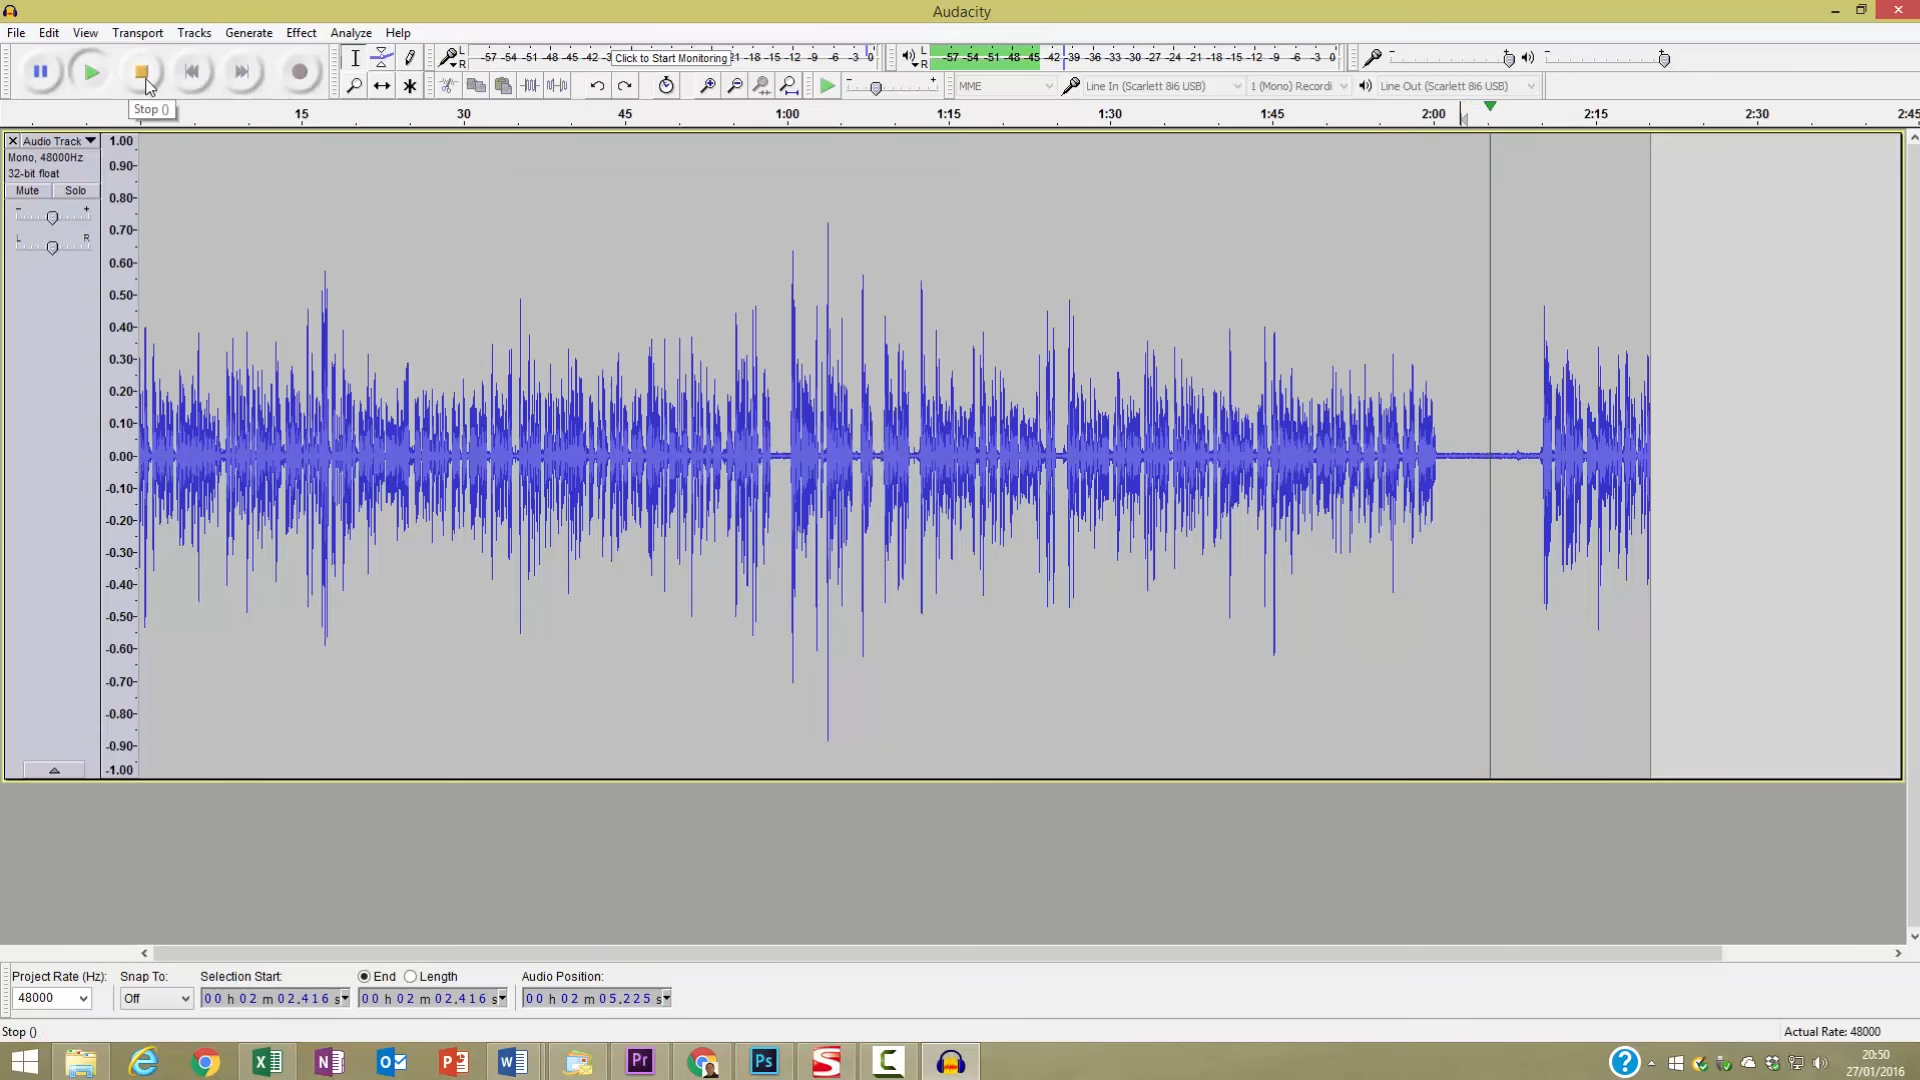 Audacity
File Edit View Transport Tracks Generate Effect Analyze Help
L
R
-57 -54 -51 -48 -45 -42 -3 Click to Start Monitoring -18 -15 -12 -9 -6 -3 0
L
R
-57 -54 -51 -48 -45 -42 -39 -36 -33 -30 -27 -24 -21 -18 -15 -12 -9 -6 -3 0
MME
Line In (Scarlett 8i6 USB)
1 (Mono) Recordi
Line Out (Scarlett 8i6 USB)
Stop ()
15 30 45 1:00 1:15 1:30 1:45 2:00 2:15 2:30 2:45
Audio Track
Mono, 48000Hz
32-bit float
Mute Solo
- +
L R
1.00
0.90
0.80
0.70
0.60
0.50
0.40
0.30
0.20
0.10
0.00
-0.10
-0.20
-0.30
-0.40
-0.50
-0.60
-0.70
-0.80
-0.90
-1.00
Project Rate (Hz): Snap To: Selection Start: End Length Audio Position:
48000 Off 00 h 02 m 02.416 s 00 h 02 m 02.416 s 00 h 02 m 05.225 s
Stop () Actual Rate: 48000
Pr
Ps
20:50
27/01/2016